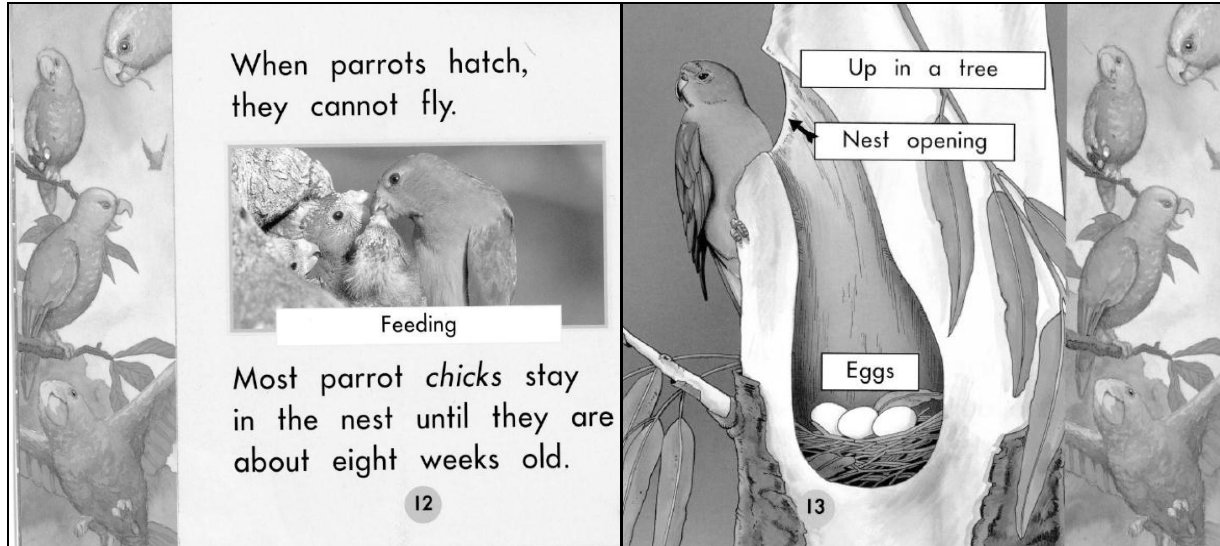 When parrots hatch,
they cannot fly.
Feeding
Most parrot chicks stay
in the nest until they are
about eight weeks old.
12
Up in a tree
Nest opening
Eggs
13